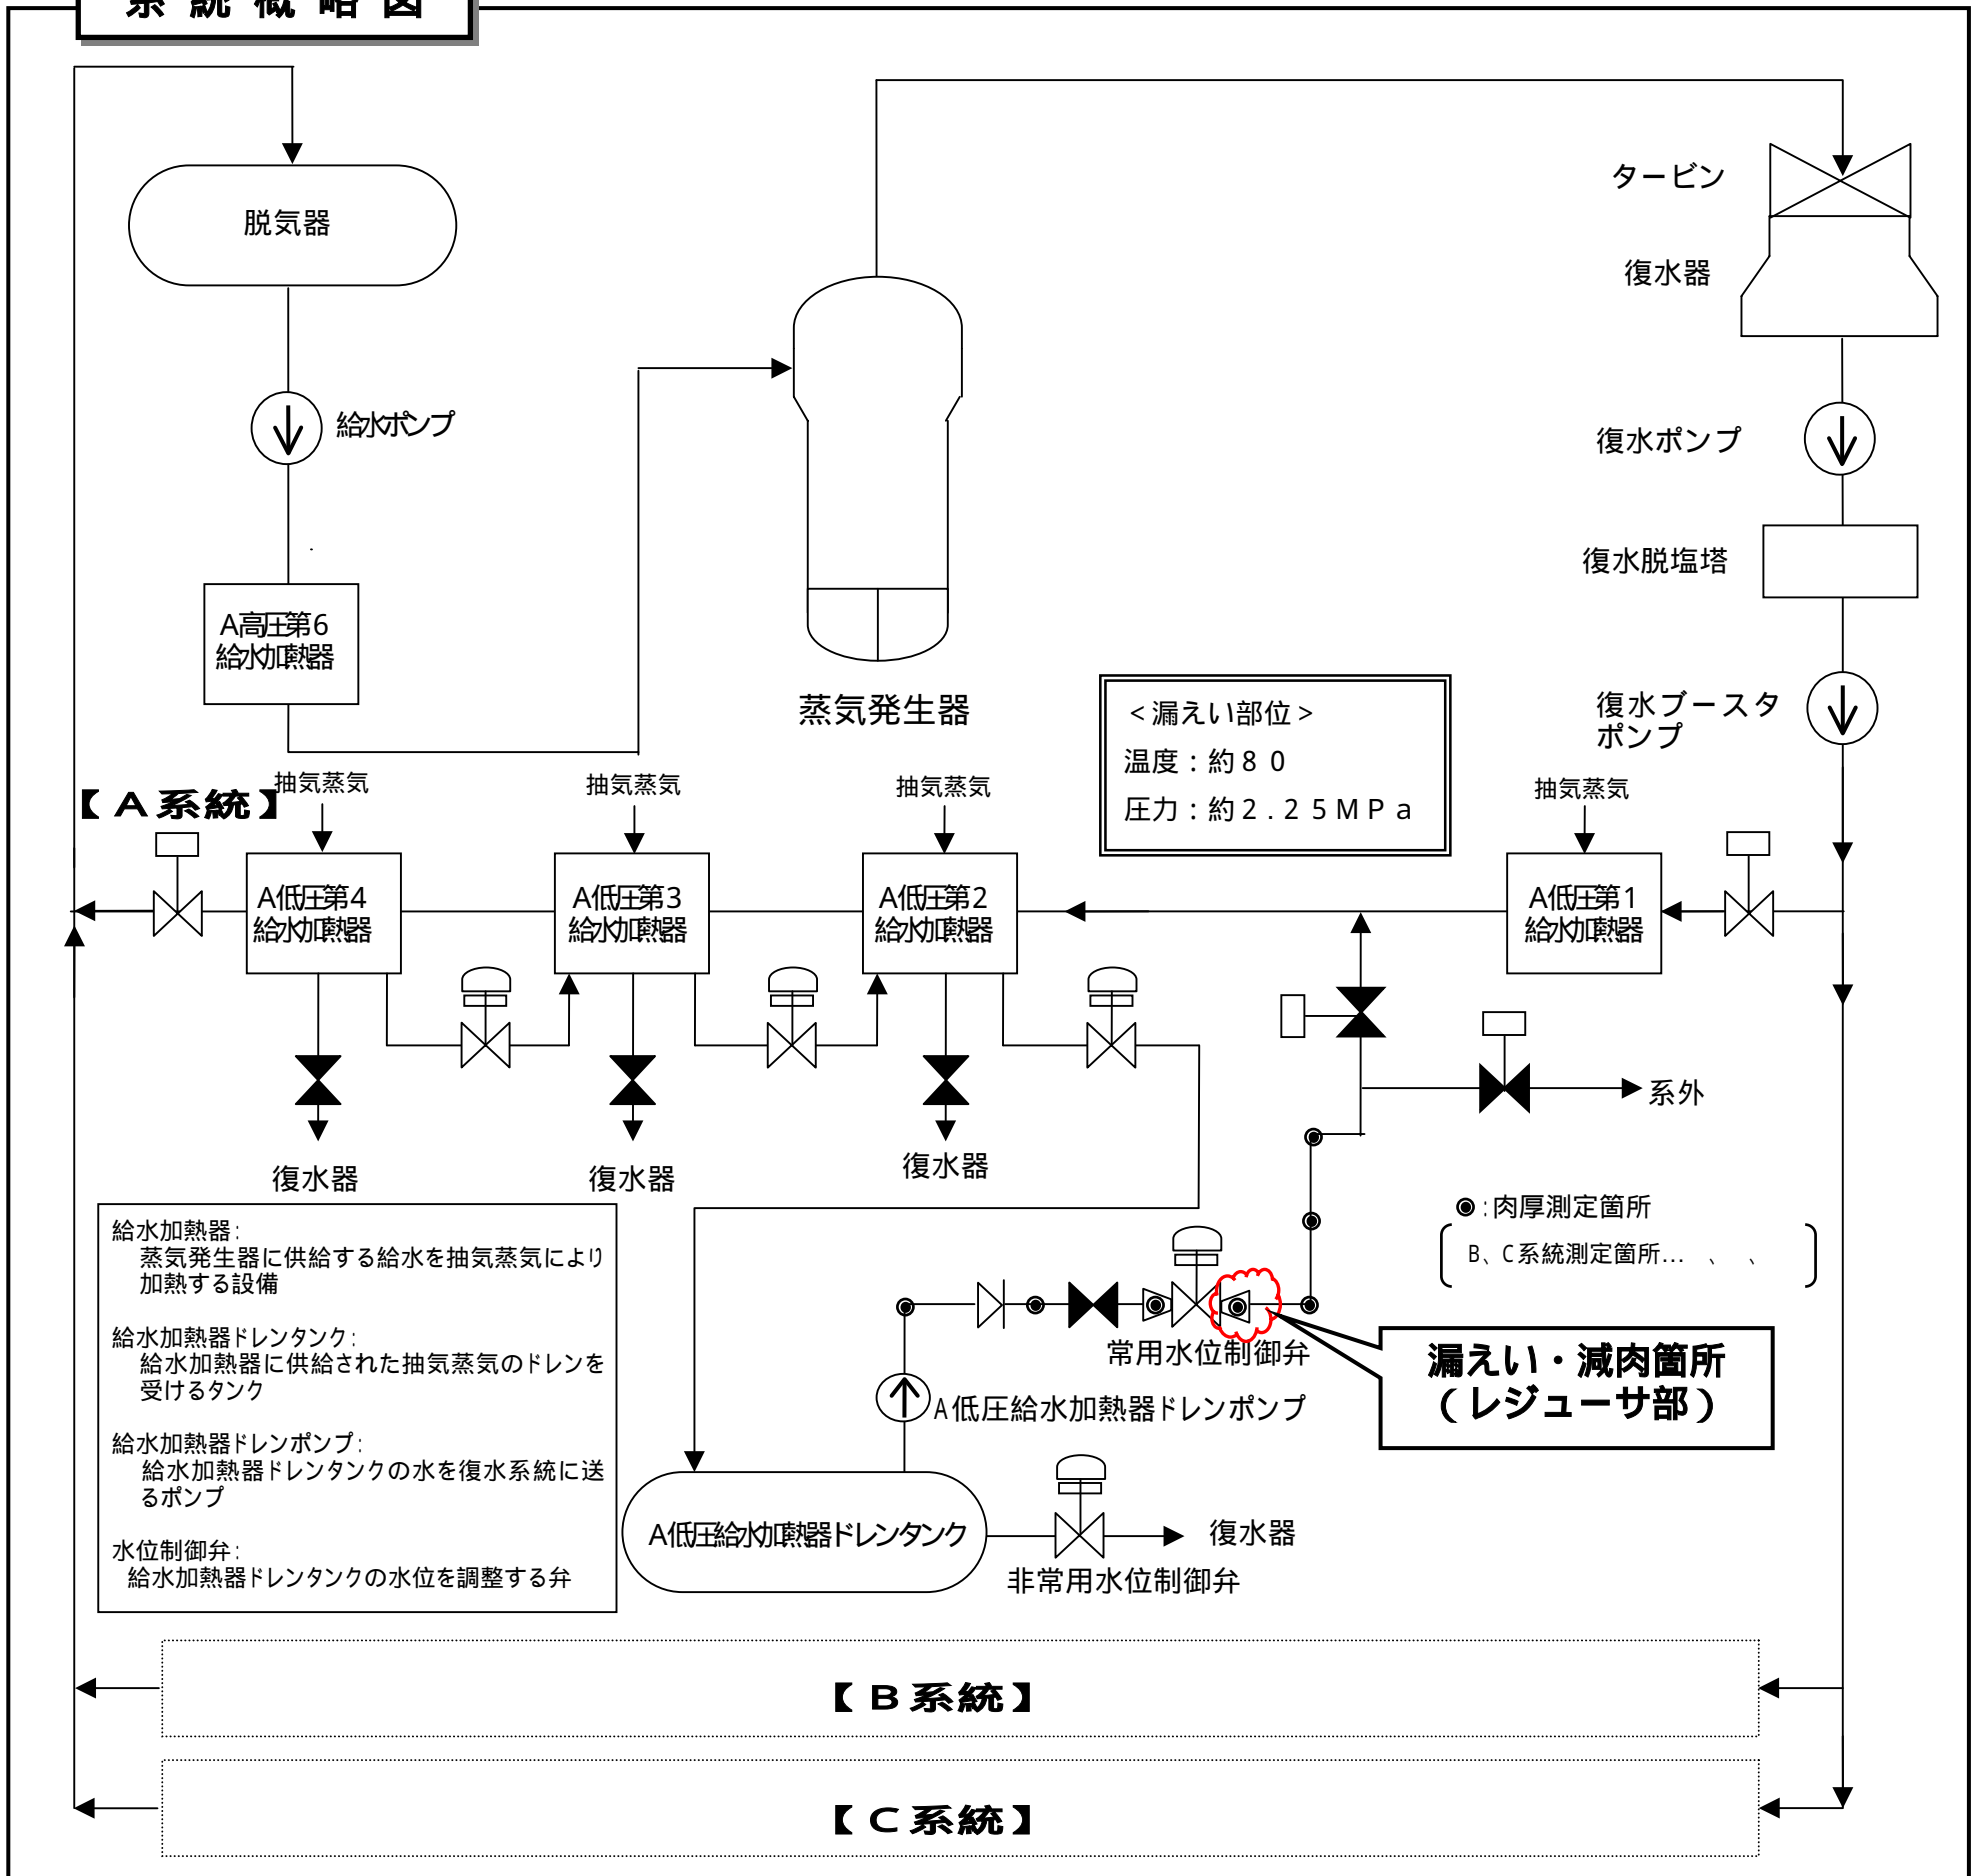 系統概略図
脱気器
タービン
復水器
給水ポンプ
復水ポンプ
復水脱塩塔
A高圧第6
給水加熱器
蒸気発生器
<漏えい部位>
温度:約80
圧力:約2.25MPa
復水ブースタ
ポンプ
【A系統】
抽気蒸気
抽気蒸気
抽気蒸気
抽気蒸気
A低圧第4
給水加熱器
A低圧第3
給水加熱器
A低圧第2
給水加熱器
A低圧第1
給水加熱器
系外
復水器
復水器
復水器
:肉厚測定箇所
B、C系統測定箇所… 、 、
給水加熱器:
蒸気発生器に供給する給水を抽気蒸気により
加熱する設備
給水加熱器ドレンタンク:
給水加熱器に供給された抽気蒸気のドレンを
受けるタンク
給水加熱器ドレンポンプ:
給水加熱器ドレンタンクの水を復水系統に送
るポンプ
水位制御弁:
給水加熱器ドレンタンクの水位を調整する弁
常用水位制御弁
漏えい・減肉箇所
(レジューサ部)
A低圧給水加熱器ドレンポンプ
A低圧給水加熱器ドレンタンク
復水器
非常用水位制御弁
【B系統】
【C系統】